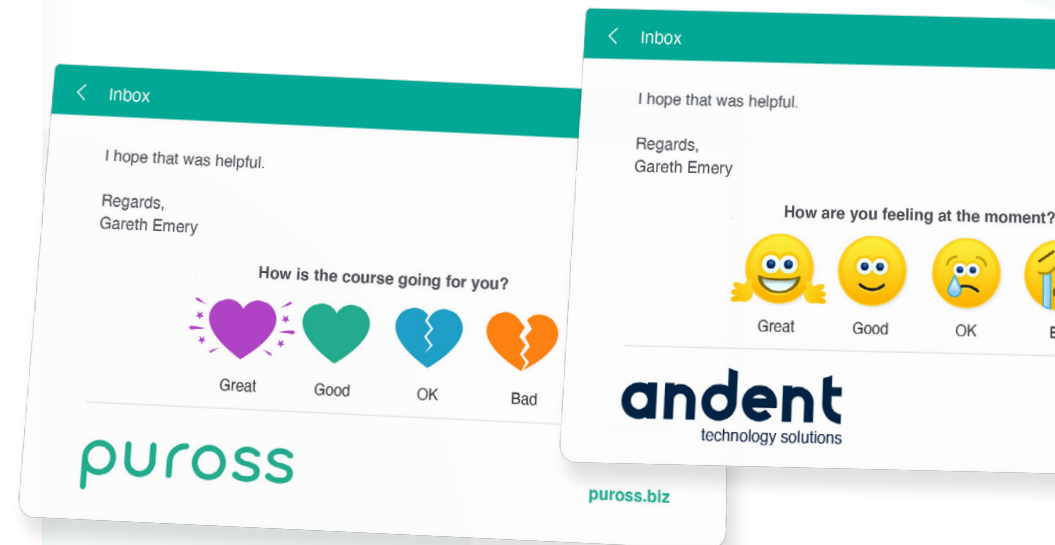 Inbox
I hope that was helpful.
Regards,
Gareth Emery
How is the course going for you?
Great Good OK Bad
puross
puross.biz
Inbox
I hope that was helpful.
Regards,
Gareth Emery
How are you feeling at the moment?
Great Good OK
andent
technology solutions